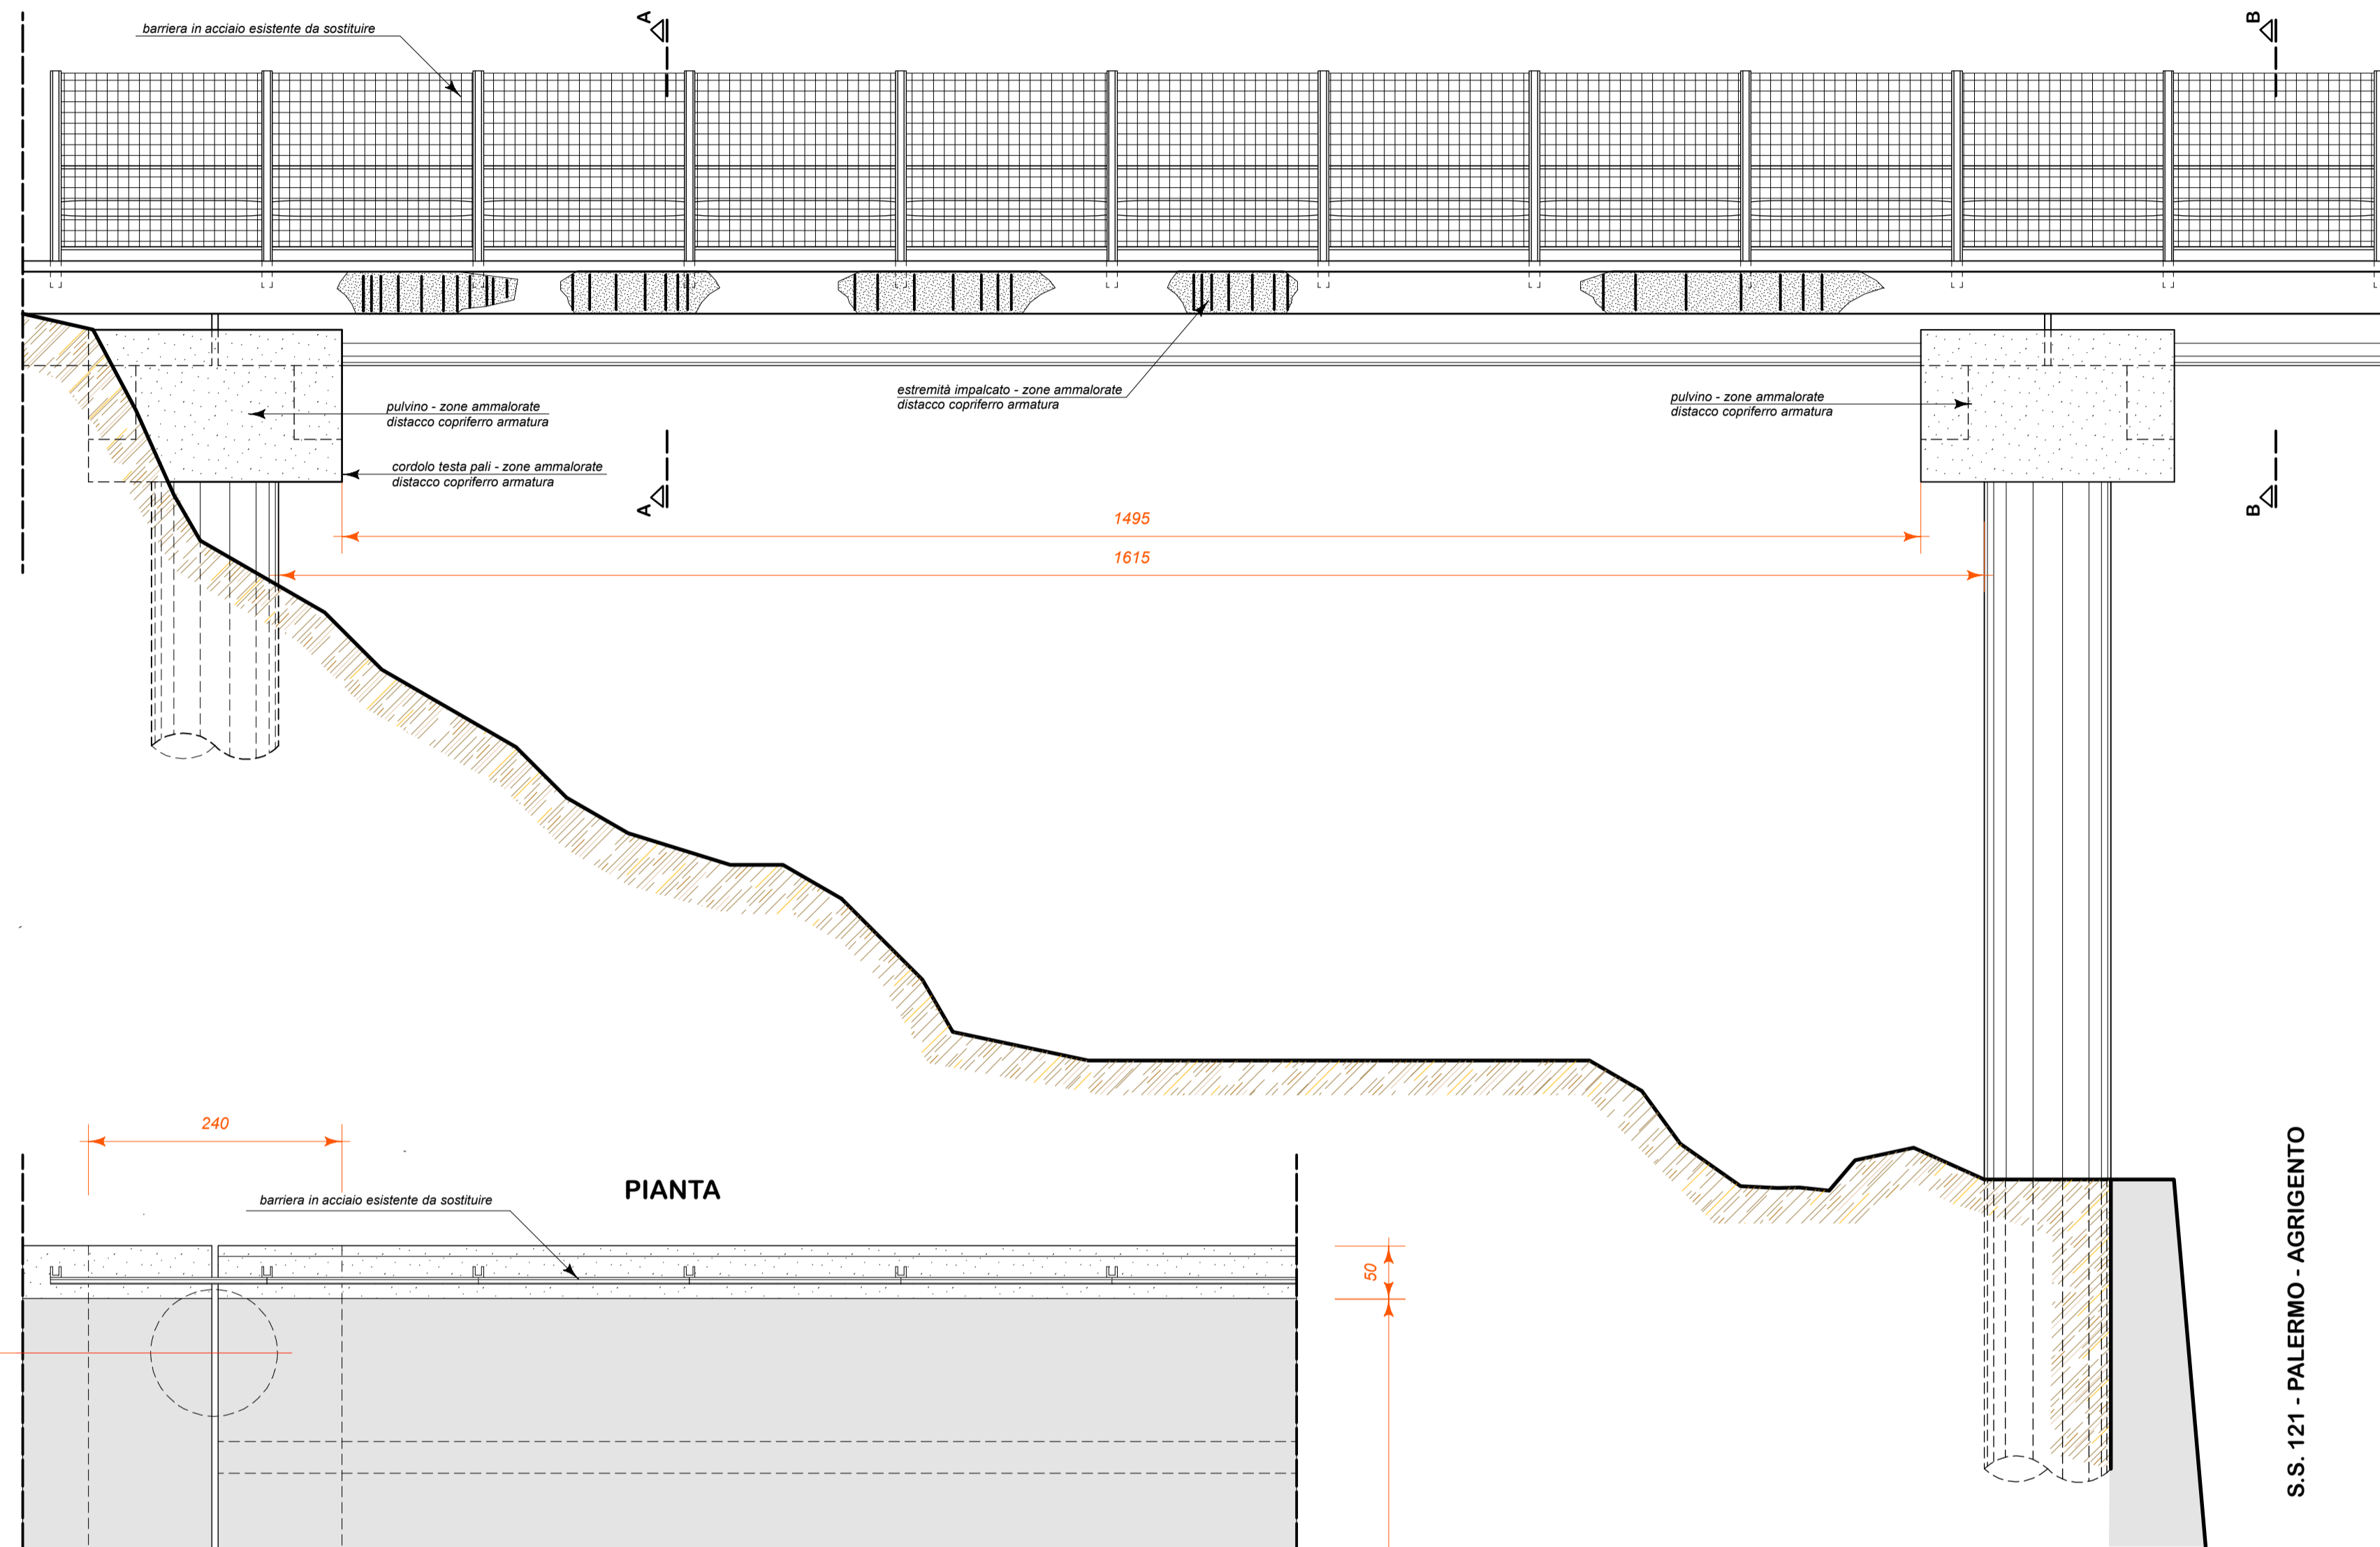 barriera in acciaio esistente da sostituire
A
B
estremità impalcato - zone ammalorate
distacco copriferro armatura
pulvino - zone ammalorate
distacco copriferro armatura
pulvino - zone ammalorate
distacco copriferro armatura
cordolo testa pali - zone ammalorate
distacco copriferro armatura
A
B
1495
1615
240
PIANTA
barriera in acciaio esistente da sostituire
50
S.S. 121 - PALERMO - AGRIGENTO